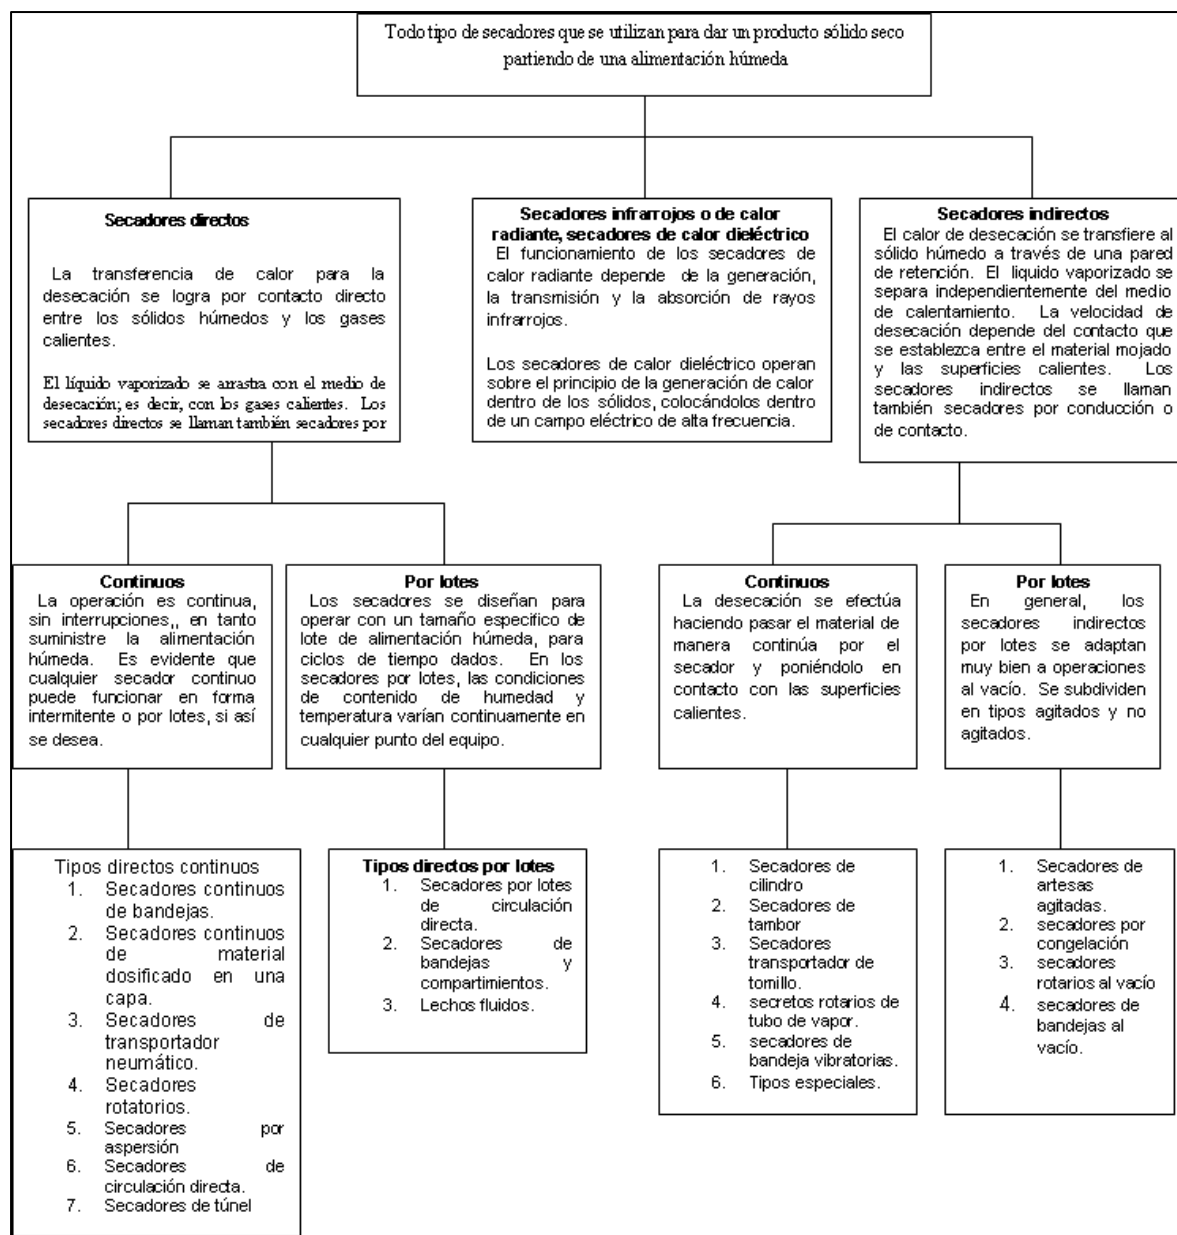 Todo tipo de secadores que se utilizan para dar un producto sólido seco
partiendo de una alimentación húmeda
Secadores directos
La transferencia de calor para la
desecación se logra por contacto directo
entre los sólidos húmedos y los gases
calientes.
El líquido vaporizado se arrastra con el medio de
desecación; es decir, con los gases calientes. Los
secadores directos se llaman también secadores por
Secadores infrarrojos o de calor
radiante, secadores de calor dieléctrico
El funcionamiento de los secadores de
calor radiante depende de la generación,
la transmisión y la absorción de rayos
infrarrojos.
Los secadores de calor dieléctrico operan
sobre el principio de la generación de calor
dentro de los sólidos, colocándolos dentro
de un campo eléctrico de alta frecuencia.
Secadores indirectos
El calor de desecación se transfiere al
sólido húmedo a través de una pared
de retención. El liquido vaporizado se
separa independientemente del medio
de calentamiento. La velocidad de
desecación depende del contacto que
se establezca entre el material mojado
y las superficies calientes. Los
secadores indirectos se llaman
también secadores por conducción o
de contacto.
Continuos
La operación es continua,
sin interrupciones,, en tanto
suministre la alimentación
húmeda. Es evidente que
cualquier secador continuo
puede funcionar en forma
intermitente o por lotes, si así
se desea.
Por lotes
Los secadores se diseñan para
operar con un tamaño especifico de
lote de alimentación húmeda, para
ciclos de tiempo dados. En los
secadores por lotes, las condiciones
de contenido de humedad y
temperatura varían continuamente en
cualquier punto del equipo.
Continuos
La desecación se efectúa
haciendo pasar el material de
manera continúa por el
secador y poniéndolo en
contacto con las superficies
calientes.
Por lotes
En general, los
secadores indirectos
por lotes se adaptan
muy bien a operaciones
al vacío. Se subdividen
en tipos agitados y no
agitados.
Tipos directos continuos
1. Secadores continuos
de bandejas.
2. Secadores continuos
de material
dosificado en una
capa.
3. Secadores de
transportador
neumático.
4. Secadores
rotatorios.
5. Secadores por
aspersión
6. Secadores de
circulación directa.
7. Secadores de túnel
Tipos directos por lotes
1. Secadores por lotes
de circulación
directa.
2. Secadores de
bandejas y
compartimientos.
3. Lechos fluidos.
1. Secadores de
cilindro
2. Secadores de
tambor
3. Secadores
transportador de
tornillo.
4. secretos rotarios de
tubo de vapor.
5. secadores de
bandeja vibratorias.
6. Tipos especiales.
1. Secadores de
artesas
agitadas.
2. secadores por
congelación
3. secadores
rotarios al vacío
4. secadores de
bandejas al
vacío.